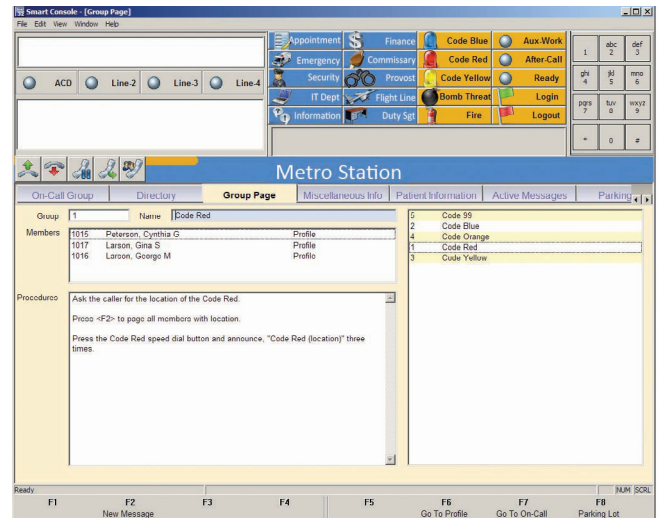 Smart Console - [Group Page]
File Edit View Window Help
Appointment Finance Code Blue Aux-Work
Emergency Commissary Code Red After-Call
Security Provost Code Yellow Ready
IT Dept Flight Line Bomb Threat Login
Information Duty Sgt Fire Logout
ACD Line-2 Line-3 Line-4
1 abc 2 def 3
ghi 4 jkl 5 mno 6
pqrs 7 tuv 8 wxyz 9
* 0 #
Metro Station
On-Call Group Directory Group Page Miscellaneous Info Patient Information Active Messages Parking
Group 1 Name Code Red
Members
1015 Peterson, Cynthia G Profile
1017 Larson, Gina S Profile
1016 Larson, George M Profile
5 Code 99
2 Code Blue
4 Code Orange
1 Code Red
3 Code Yellow
Procedures
Ask the caller for the location of the Code Red.
Press <F2> to page all members with location.
Press the Code Red speed dial button and announce, "Code Red (location)" three
times.
Ready NUM SCRL
F1 F2 F3 F4 F5 F6 F7 F8
New Message Go To Profile Go To On-Call Parking Lot